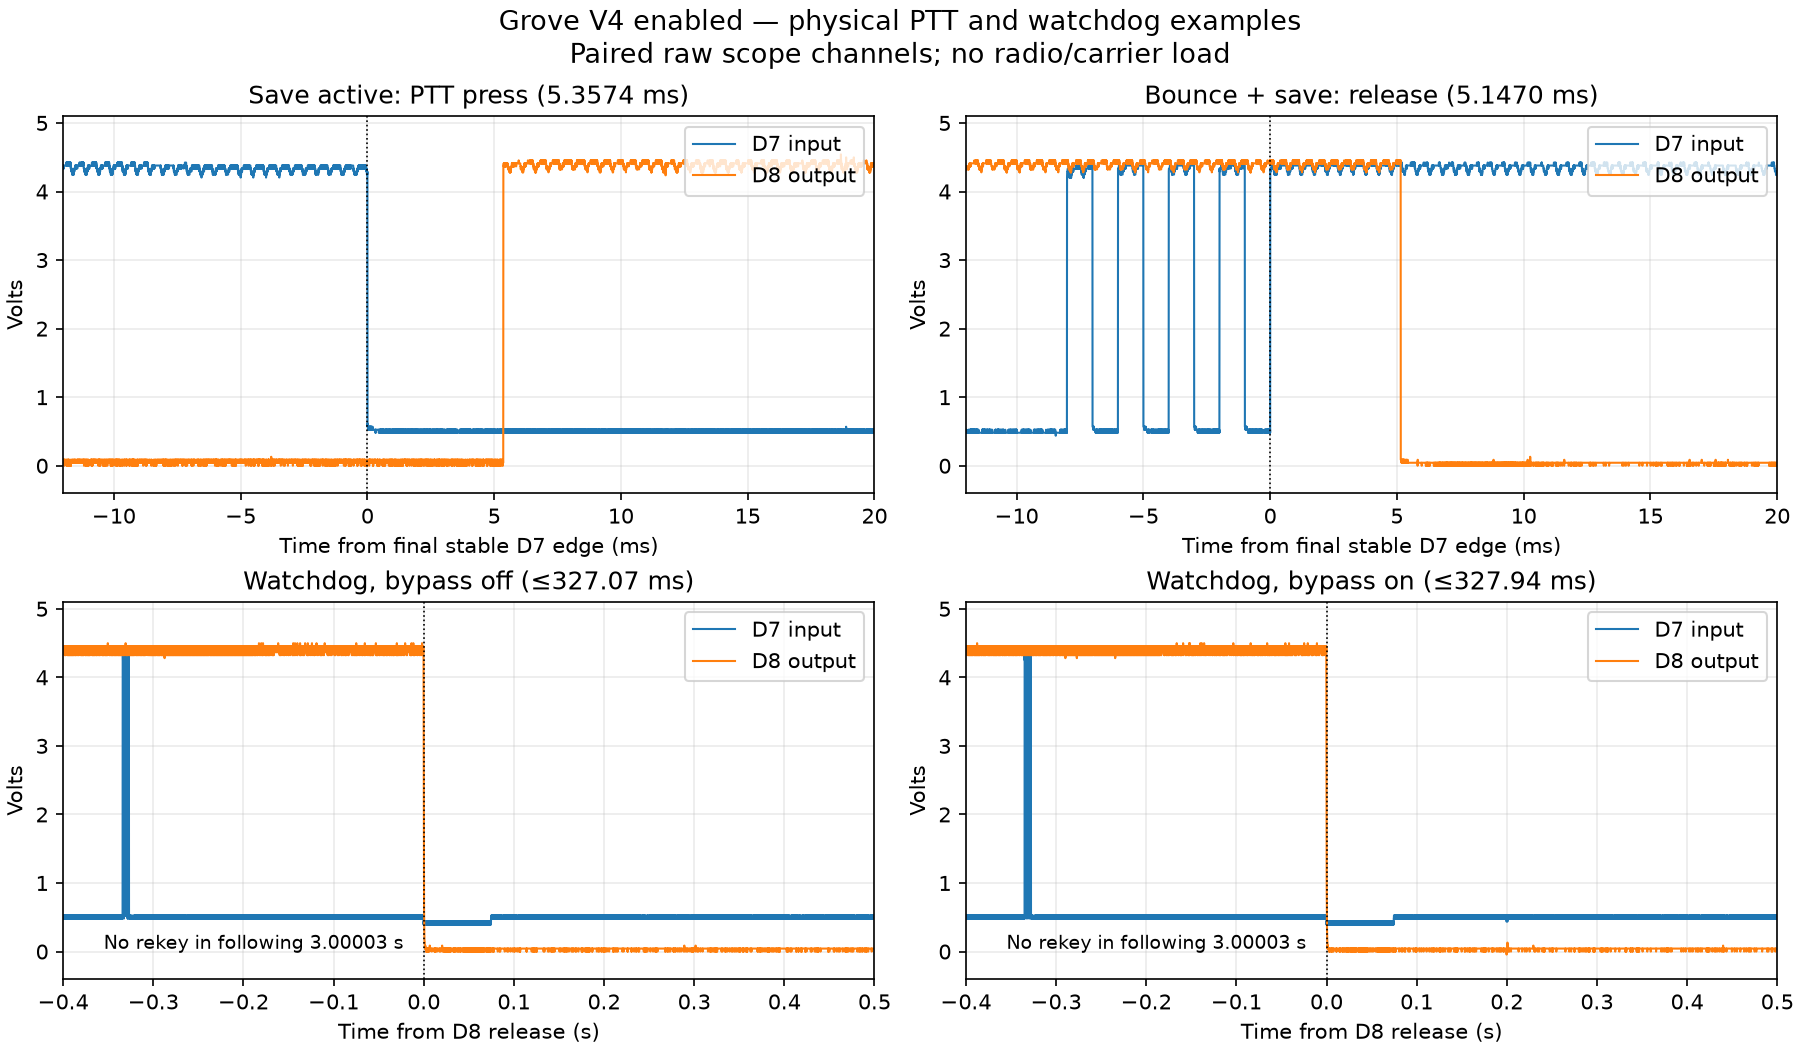 Grove V4 enabled — physical PTT and watchdog examples
Paired raw scope channels; no radio/carrier load
Save active: PTT press (5.3574 ms)
D7 input
D8 output
Volts
5
4
3
2
1
0
−10
−5
0
5
10
15
20
Time from final stable D7 edge (ms)
Bounce + save: release (5.1470 ms)
D7 input
D8 output
Volts
5
4
3
2
1
0
−10
−5
0
5
10
15
20
Time from final stable D7 edge (ms)
Watchdog, bypass off (≤327.07 ms)
D7 input
D8 output
Volts
5
4
3
2
1
0
No rekey in following 3.00003 s
−0.4
−0.3
−0.2
−0.1
0.0
0.1
0.2
0.3
0.4
0.5
Time from D8 release (s)
Watchdog, bypass on (≤327.94 ms)
D7 input
D8 output
Volts
5
4
3
2
1
0
No rekey in following 3.00003 s
−0.4
−0.3
−0.2
−0.1
0.0
0.1
0.2
0.3
0.4
0.5
Time from D8 release (s)